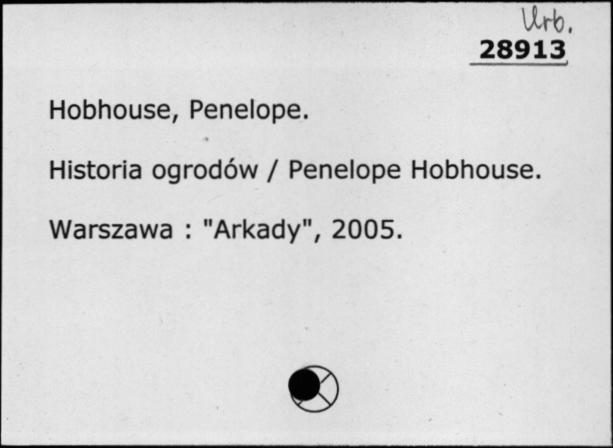 Urb.
28913
Hobhouse, Penelope.
Historia ogrodów / Penelope Hobhouse.
Warszawa : "Arkady", 2005.